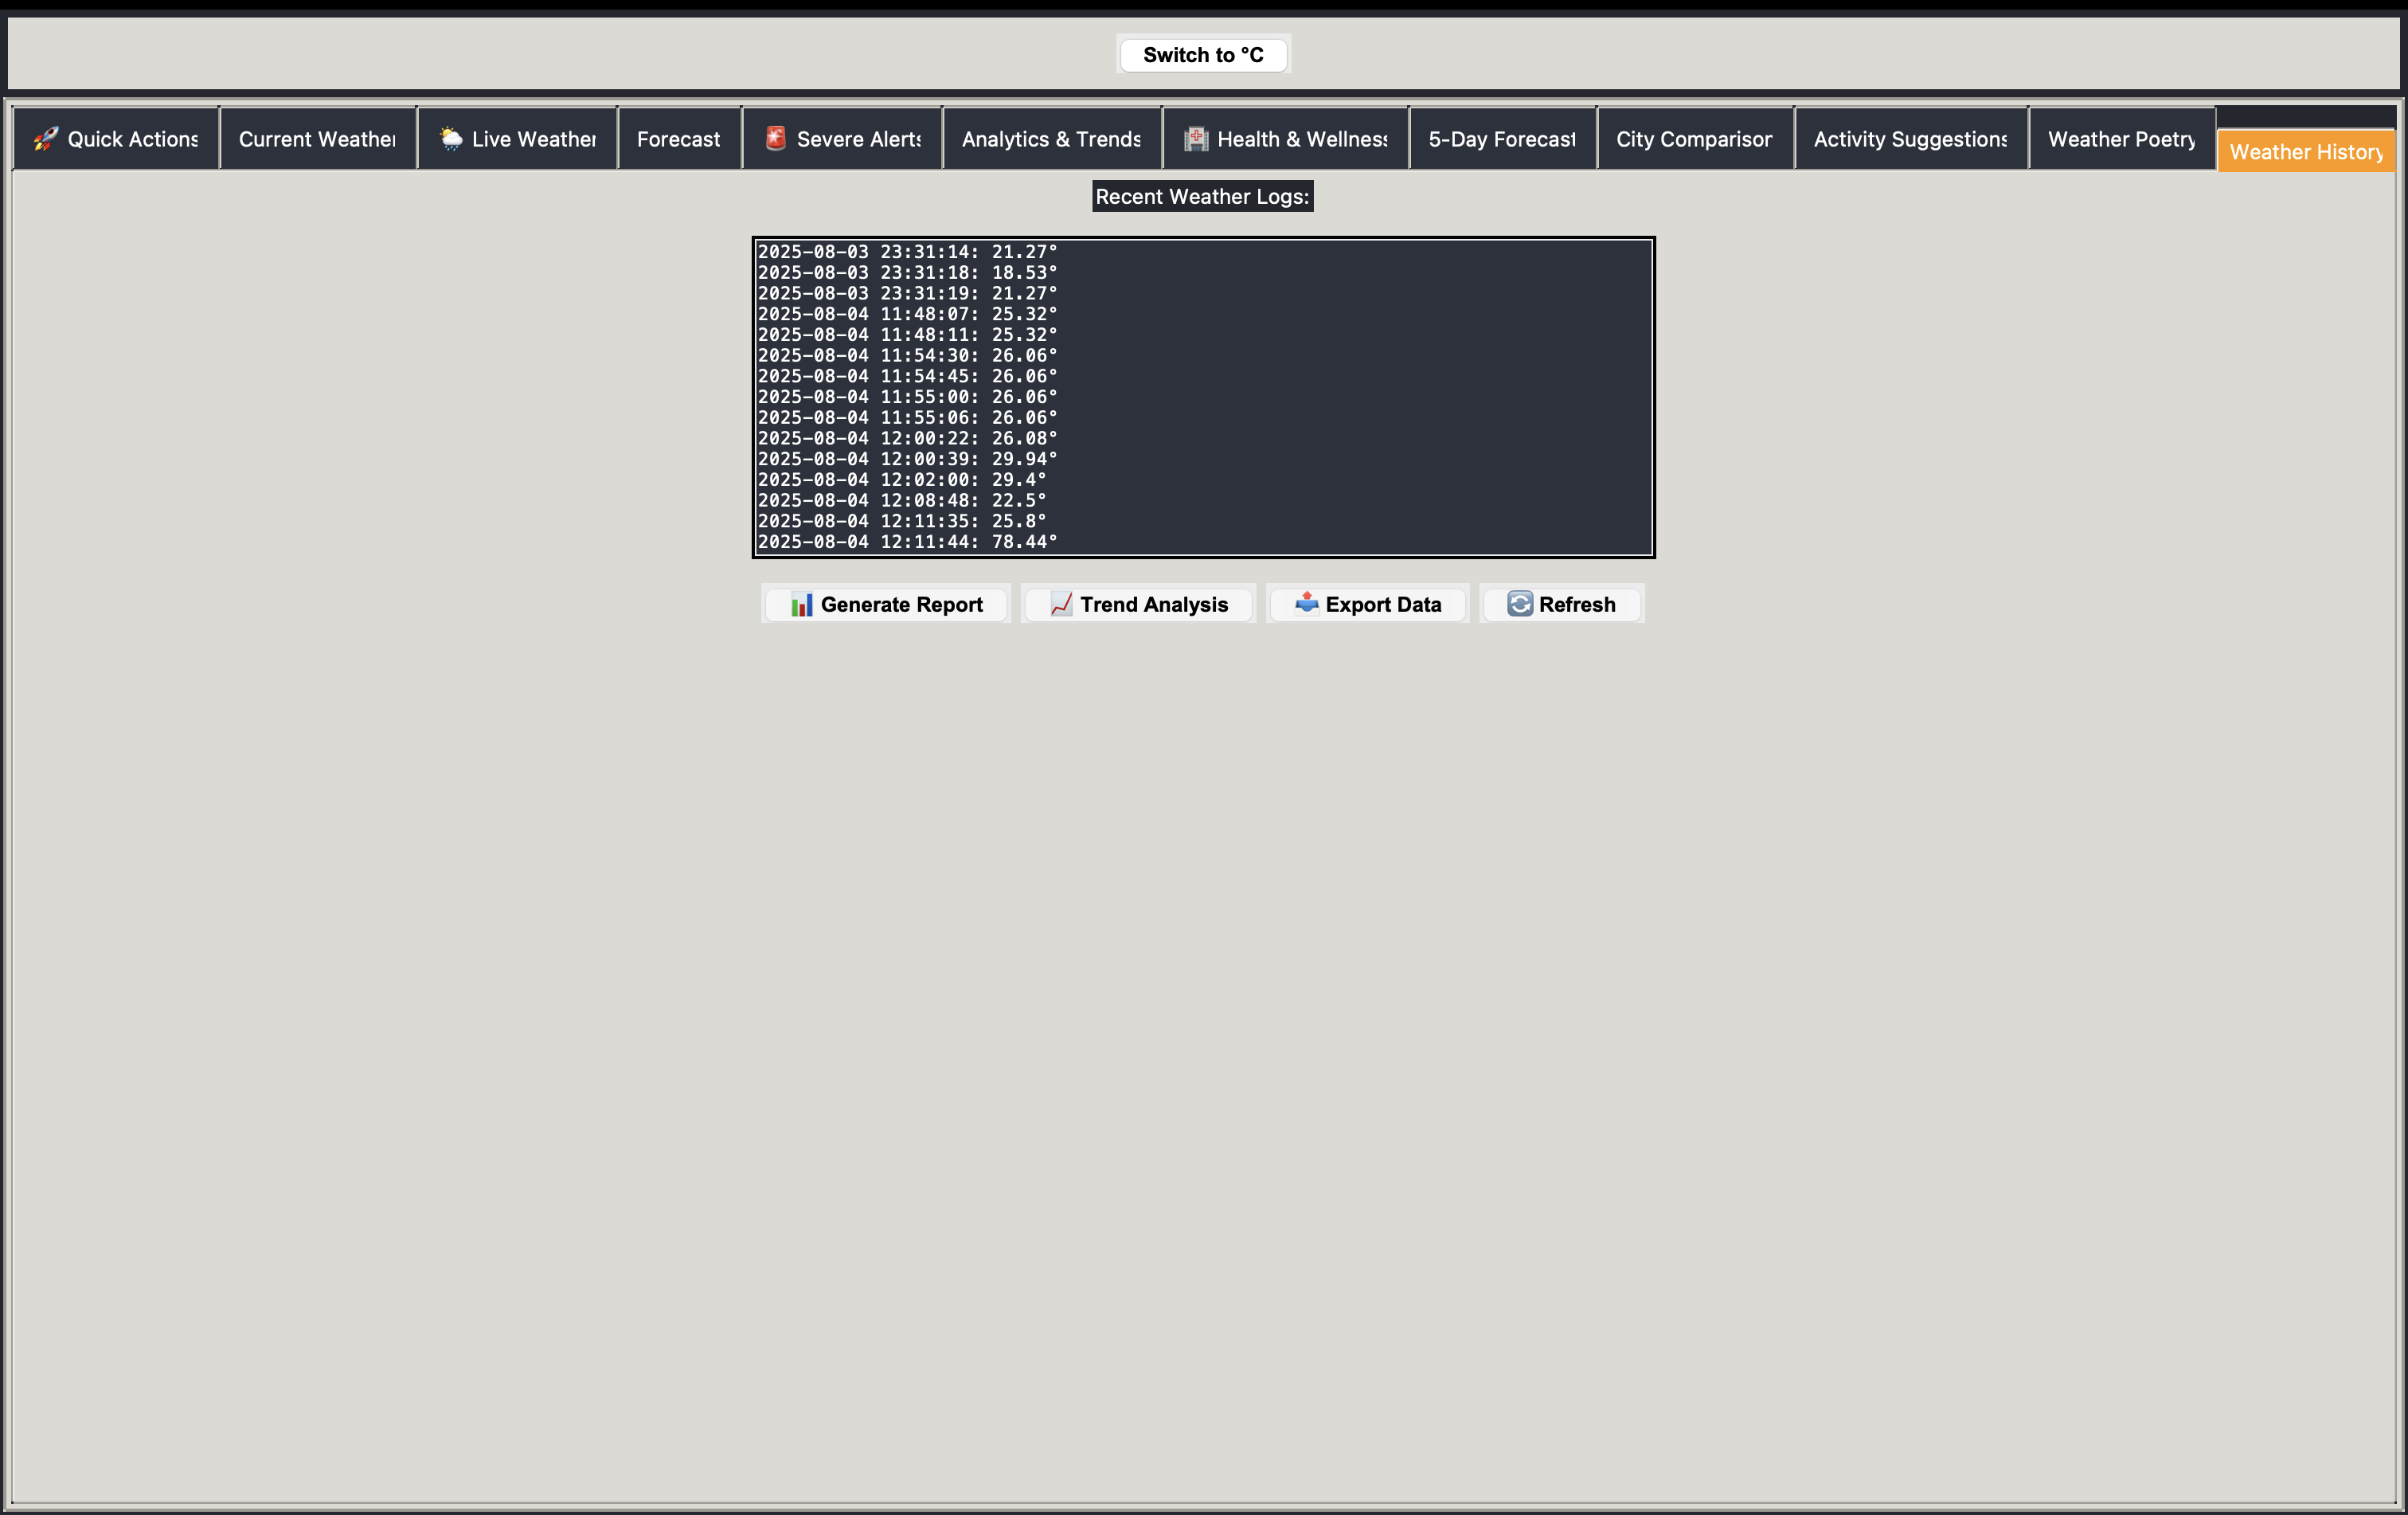 Switch to °C
Quick Actions Current Weather Live Weather Forecast Severe Alerts Analytics & Trends Health & Wellness 5-Day Forecast City Comparison Activity Suggestions Weather Poetry Weather History
Recent Weather Logs:
2025-08-03 23:31:14: 21.27°
2025-08-03 23:31:18: 18.53°
2025-08-03 23:31:19: 21.27°
2025-08-04 11:48:07: 25.32°
2025-08-04 11:48:11: 25.32°
2025-08-04 11:54:30: 26.06°
2025-08-04 11:54:45: 26.06°
2025-08-04 11:55:00: 26.06°
2025-08-04 11:55:06: 26.06°
2025-08-04 12:00:22: 26.08°
2025-08-04 12:00:39: 29.94°
2025-08-04 12:02:00: 29.4°
2025-08-04 12:08:48: 22.5°
2025-08-04 12:11:35: 25.8°
2025-08-04 12:11:44: 78.44°
Generate Report Trend Analysis Export Data Refresh